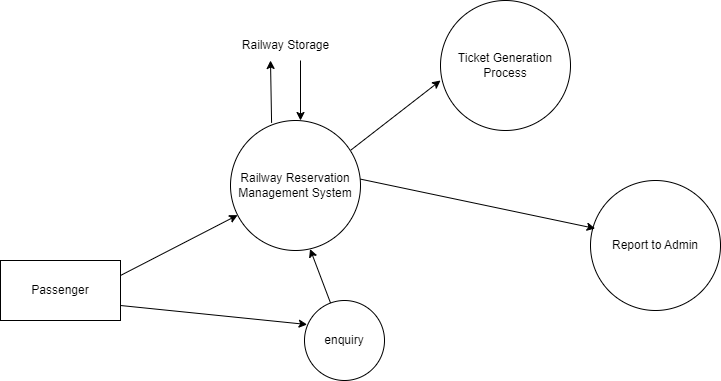 Railway Storage
Ticket Generation
Process
Railway Reservation
Management System
Report to Admin
Passenger
enquiry